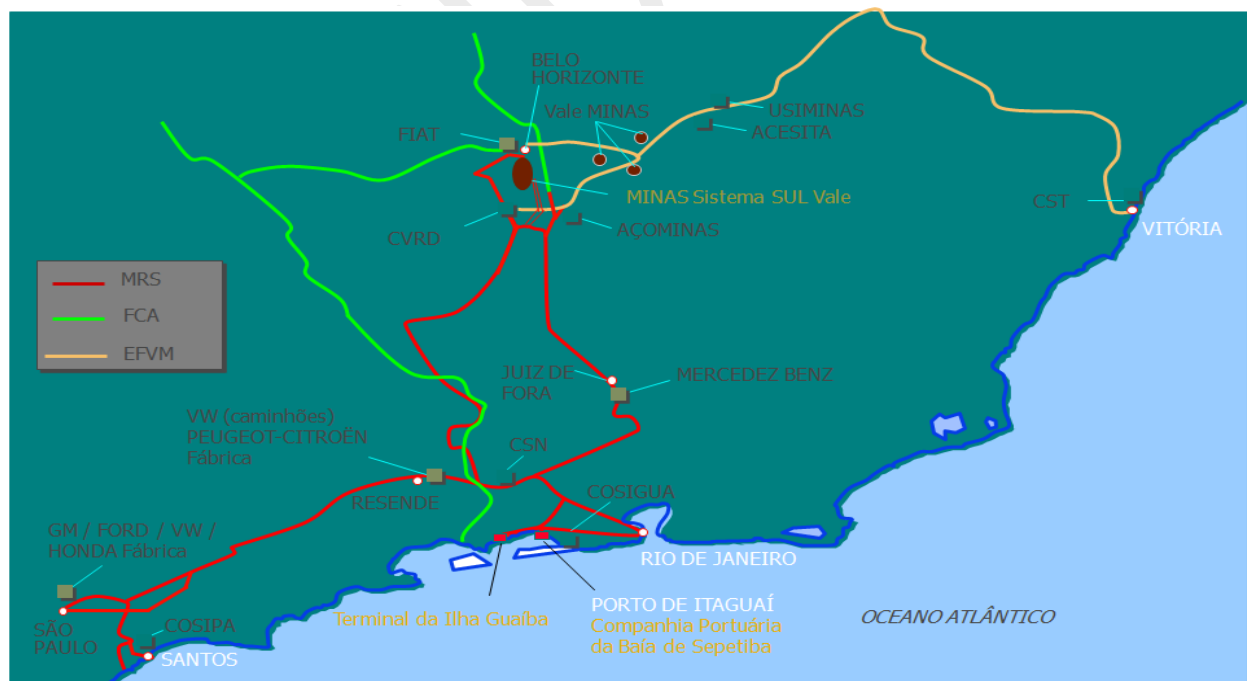 BELO
HORIZONTE
Vale MINAS
USIMINAS
ACESITA
FIAT
MINAS Sistema SUL Vale
CST
VITÓRIA
CVRD
AÇOMINAS
MRS
FCA
EFVM
JUIZ DE
FORA
MERCEDEZ BENZ
VW (caminhões)
PEUGEOT-CITROËN
Fábrica
CSN
RESENDE
COSIGUA
GM / FORD / VW /
HONDA Fábrica
RIO DE JANEIRO
Terminal da Ilha Guaíba
PORTO DE ITAGUAÍ
Companhia Portuária
da Baía de Sepetiba
OCEANO ATLÂNTICO
SÃO
PAULO
COSIPA
SANTOS